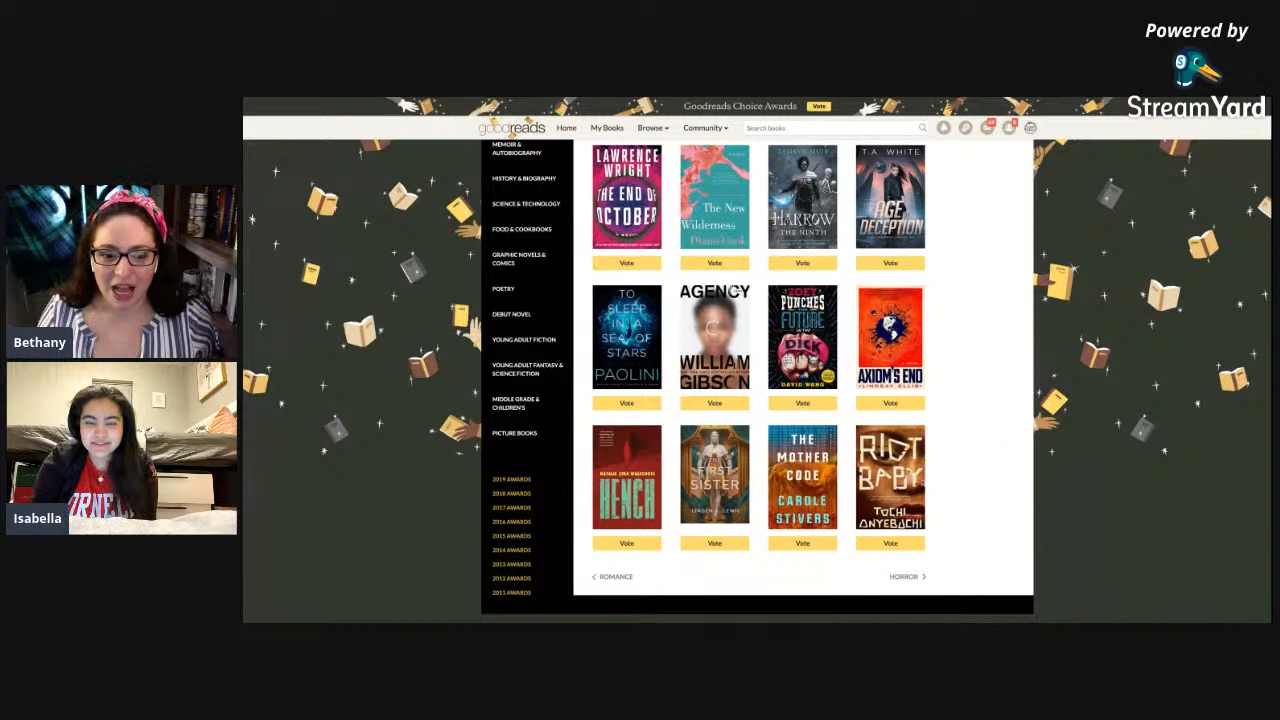 Powered by
StreamYard
Goodreads Choice Awards
Vote
goodreads
Home
My Books
Browse
Community
Search books
MEMOIR &
AUTOBIOGRAPHY
HISTORY & BIOGRAPHY
SCIENCE & TECHNOLOGY
FOOD & COOKBOOKS
GRAPHIC NOVELS &
COMICS
POETRY
DEBUT NOVEL
YOUNG ADULT FICTION
YOUNG ADULT FANTASY &
SCIENCE FICTION
MIDDLE GRADE &
CHILDREN'S
PICTURE BOOKS
2019 AWARDS
2018 AWARDS
2017 AWARDS
2016 AWARDS
2015 AWARDS
2014 AWARDS
2013 AWARDS
2012 AWARDS
2011 AWARDS
LAWRENCE
WRIGHT
THE END OF
OCTOBER
The New
Wilderness
Diane Cook
HARROW
THE NINTH
T.A. WHITE
AGE
DECEPTION
Vote
Vote
Vote
Vote
TO
SLEEP
IN A
SEA OF
STARS
PAOLINI
AGENCY
WILLIAM
GIBSON
ZOEY
PUNCHES
THE
FUTURE
IN THE
DICK
DAVID WONG
AXIOM'S END
LINDSAY ELLIS
Vote
Vote
Vote
Vote
HENCH
THE
FIRST
SISTER
LINDEN A. LEWIS
THE
MOTHER
CODE
CAROLE
STIVERS
RIOT
BABY
TOCHI
ONYEBUCHI
Vote
Vote
Vote
Vote
ROMANCE
HORROR
Bethany
Isabella